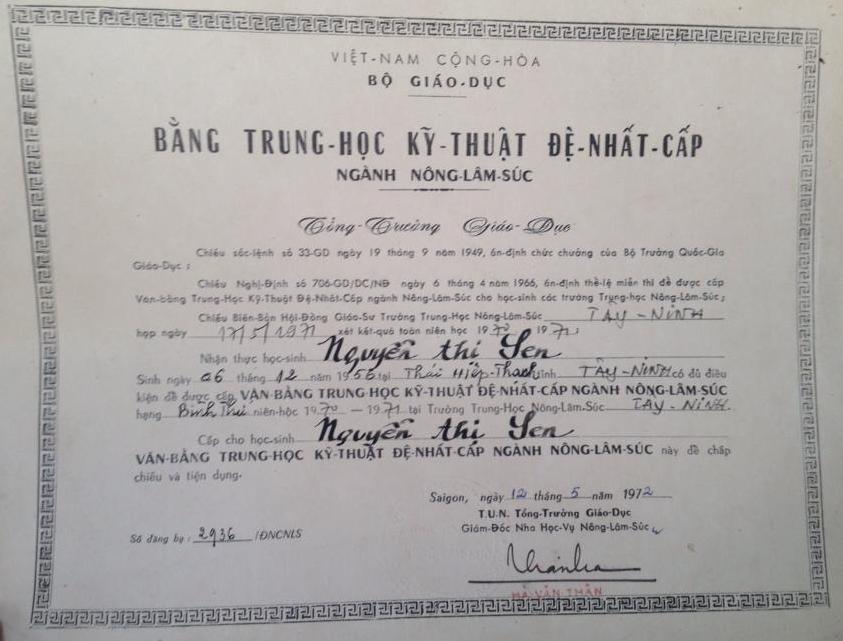 VIỆT-NAM CỘNG-HÒA
BỘ GIÁO-DỤC
BẰNG TRUNG-HỌC KỸ-THUẬT ĐỆ-NHẤT-CẤP
NGÀNH NÔNG-LÂM-SÚC
Tổng-Trưởng Giáo-Dục
Chiếu sắc-lệnh số 33-GD ngày 19 tháng 9 năm 1949, ấn-định chức chưởng của Bộ Trưởng Quốc-Gia
Giáo-Dục;
Chiếu Nghị-Định số 706-GD/DC/NĐ ngày 6 tháng 4 năm 1966, ấn-định thể-lệ miễn thi để được cấp
Văn-bằng Trung-Học Kỹ-Thuật Đệ-Nhất-Cấp ngành Nông-Lâm-Súc cho học-sinh các trường Trung-học Nông-Lâm-Súc;
Chiếu Biên-Bản Hội-Đồng Giáo-Sư Trường Trung-Học Nông-Lâm-Súc TÂY-NINH
họp ngày 17/5/1971 xét kết-quả toàn niên học 1970 1971;
Nhận thực học-sinh Nguyễn thị Sen
Sinh ngày 06 tháng 12 năm 1956 tại Thái Hiệp-Thạnh tỉnh TÂY-NINH có đủ điều
kiện để được cấp VĂN-BẰNG TRUNG-HỌC KỸ-THUẬT ĐỆ-NHẤT-CẤP NGÀNH NÔNG-LÂM-SÚC
hạng Bình Thứ niên-học 1970 — 1971 tại Trường Trung-Học Nông-Lâm-Súc TÂY-NINH.
Cấp cho học-sinh Nguyễn thị Sen
VĂN-BẰNG TRUNG-HỌC KỸ-THUẬT ĐỆ-NHẤT-CẤP NGÀNH NÔNG-LÂM-SÚC này để chấp
chiếu và tiện dụng.
Saigon, ngày 12 tháng 5 năm 1972
T.U.N. Tổng-Trưởng Giáo-Dục
Giám-Đốc Nha Học-Vụ Nông-Lâm-Súc
Số đăng bạ: 2936 /ĐNCNLS
HÀ-VĂN-THÂN